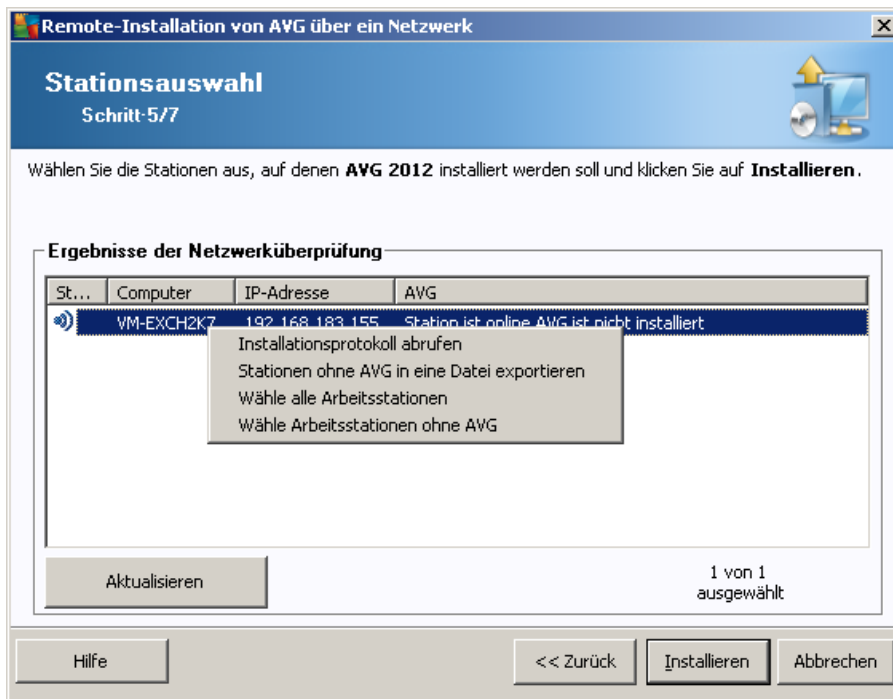 Remote-Installation von AVG über ein Netzwerk
Stationsauswahl
Schritt-5/7
Wählen Sie die Stationen aus, auf denen AVG 2012 installiert werden soll und klicken Sie auf Installieren.
Ergebnisse der Netzwerküberprüfung
St... Computer IP-Adresse AVG
VM-EXCH2K7 192.168.183.155 Station ist online AVG ist nicht installiert
Installationsprotokoll abrufen
Stationen ohne AVG in eine Datei exportieren
Wähle alle Arbeitsstationen
Wähle Arbeitsstationen ohne AVG
Aktualisieren
1 von 1
ausgewählt
Hilfe << Zurück Installieren Abbrechen